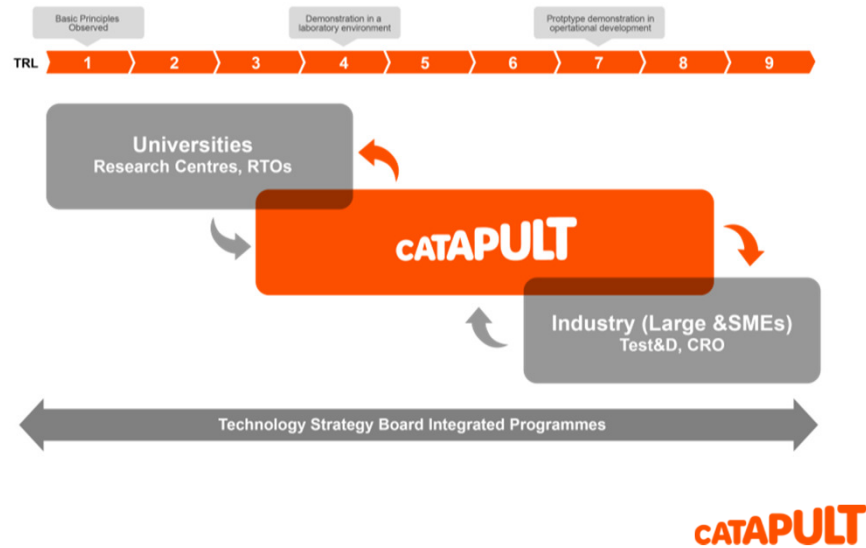 Basic Principles
Observed
Demonstration in a
laboratory environment
Protptype demonstration in
opertational development
TRL 1 2 3 4 5 6 7 8 9
Universities
Research Centres, RTOs
CATAPULT
Industry (Large &SMEs)
Test&D, CRO
Technology Strategy Board Integrated Programmes
CATAPULT